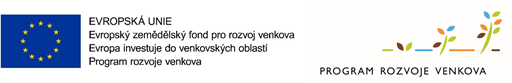 EVROPSKÁ UNIE
Evropský zemědělský fond pro rozvoj venkova
Evropa investuje do venkovských oblastí
Program rozvoje venkova
PROGRAM ROZVOJE VENKOVA